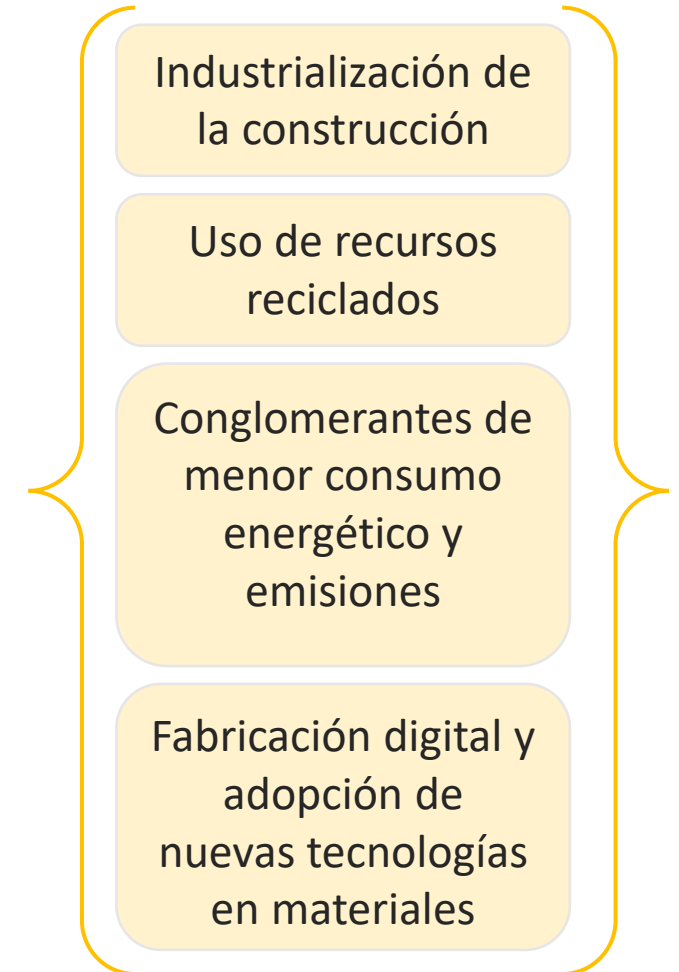 Industrialización de
la construcción
Uso de recursos
reciclados
Conglomerantes de
menor consumo
energético y
emisiones
Fabricación digital y
adopción de
nuevas tecnologías
en materiales